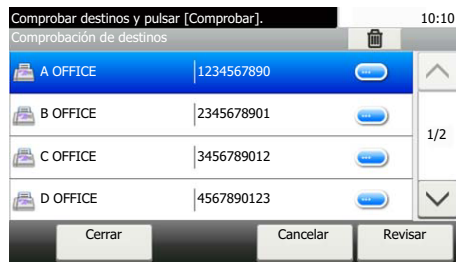 Comprobar destinos y pulsar [Comprobar]. 10:10
Comprobación de destinos
A OFFICE 1234567890
B OFFICE 2345678901
1/2
C OFFICE 3456789012
D OFFICE 4567890123
Cerrar Cancelar Revisar